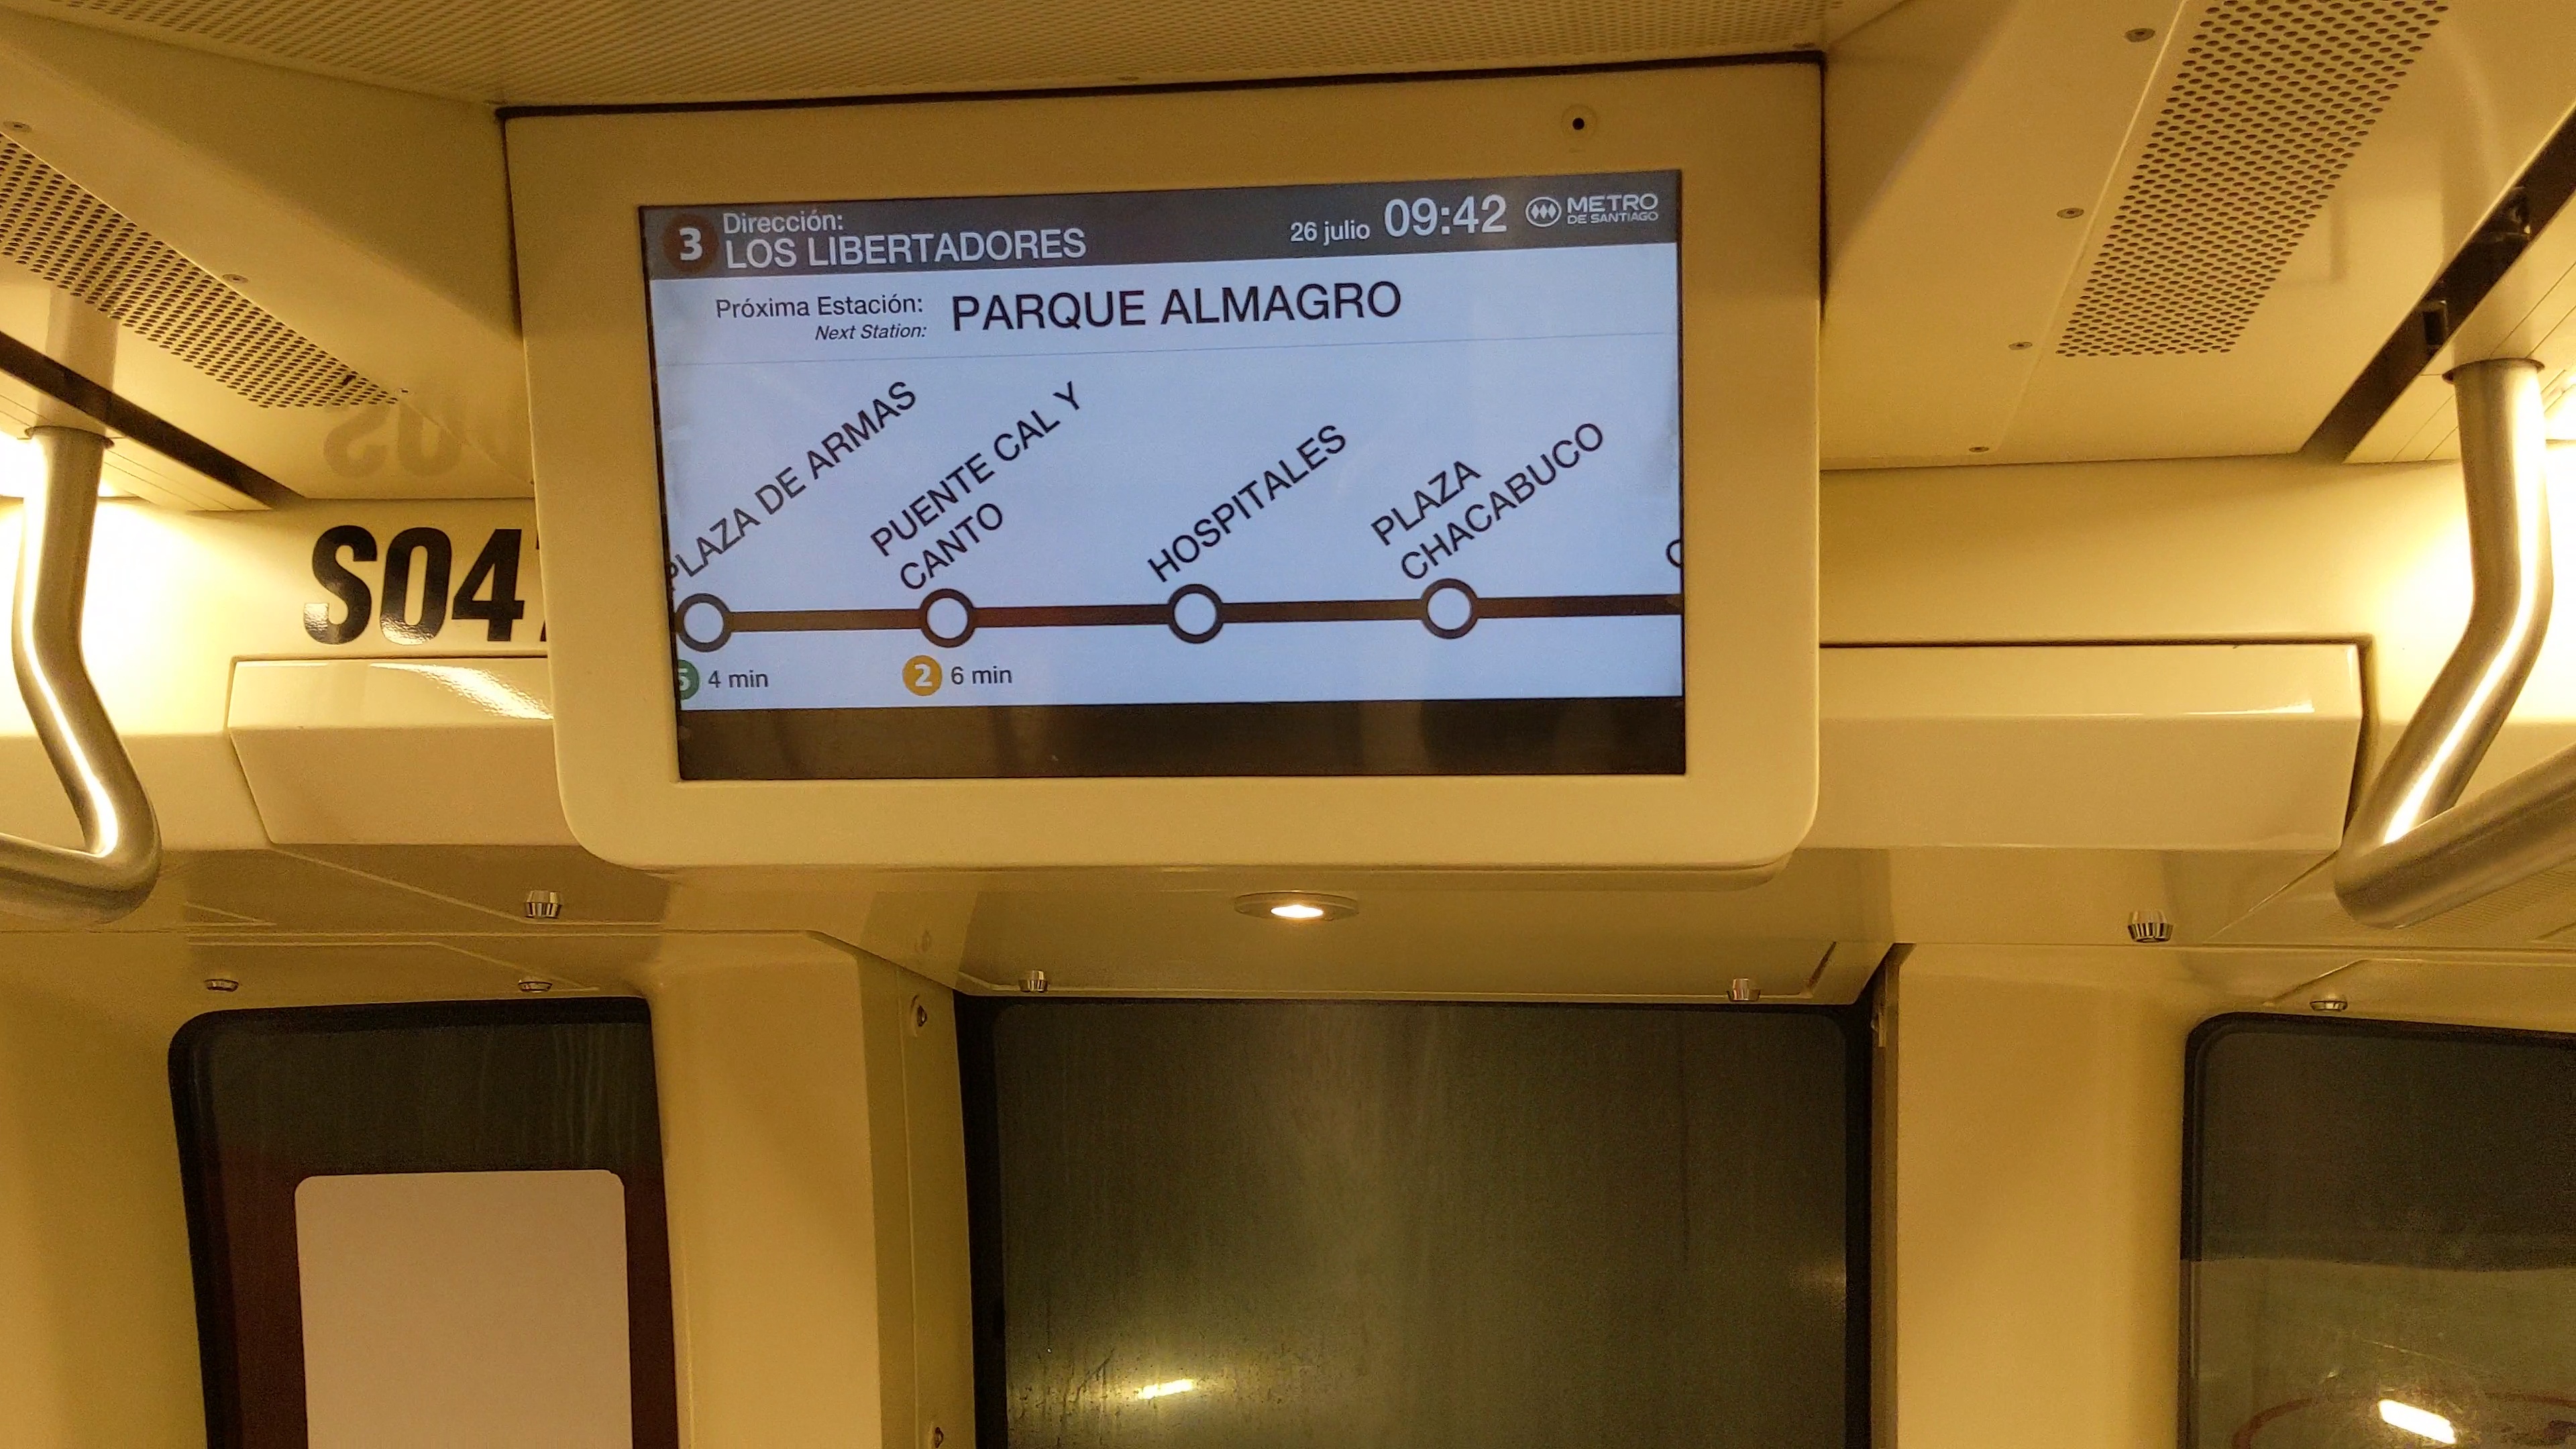 3
Dirección:
LOS LIBERTADORES
26 julio 09:42
METRO
DE SANTIAGO
Próxima Estación:
Next Station:
PARQUE ALMAGRO
PLAZA DE ARMAS
PUENTE CAL Y
CANTO
HOSPITALES
PLAZA
CHACABUCO
5 4 min
2 6 min
S04